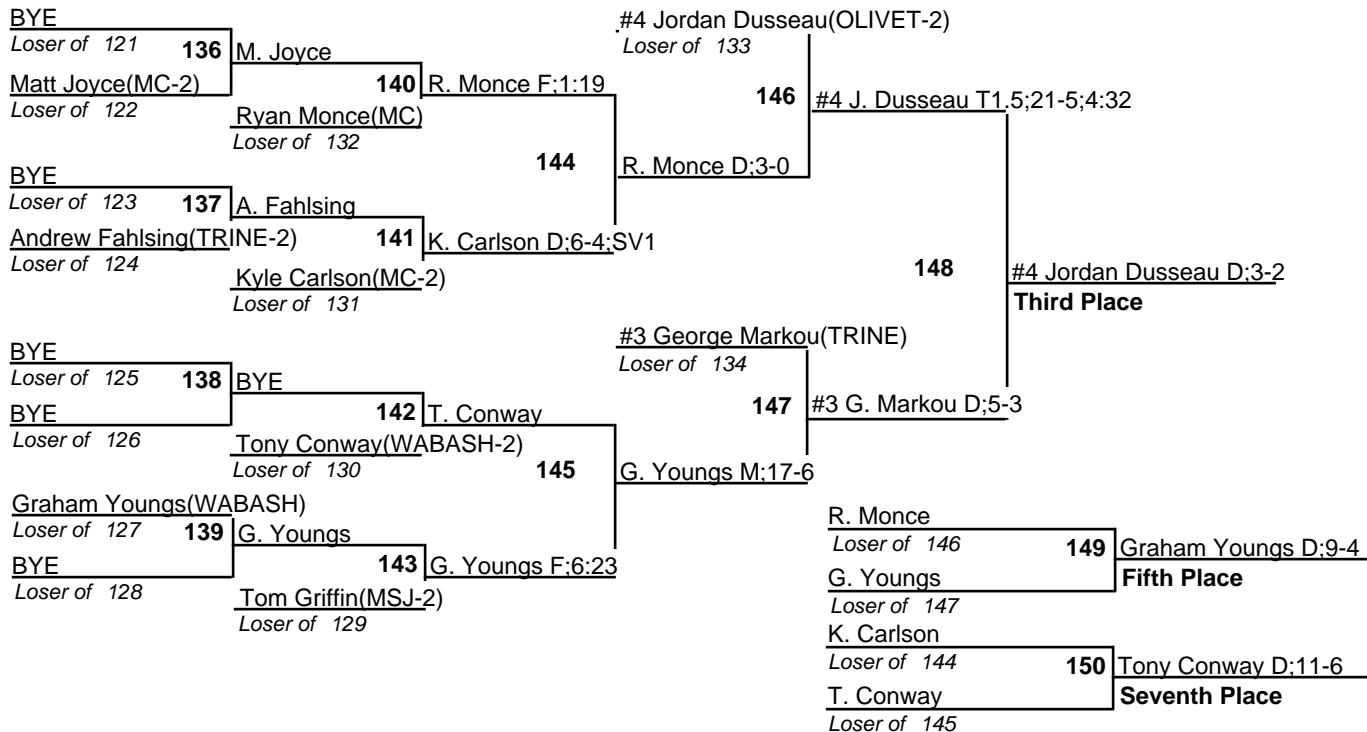 BYE
Loser of 121
136
M. Joyce
Matt Joyce(MC-2)
Loser of 122
140
R. Monce F;1:19
Ryan Monce(MC)
Loser of 132
BYE
Loser of 123
137
A. Fahlsing
Andrew Fahlsing(TRINE-2)
Loser of 124
141
K. Carlson D;6-4;SV1
Kyle Carlson(MC-2)
Loser of 131
144
R. Monce D;3-0
#4 Jordan Dusseau(OLIVET-2)
Loser of 133
146
#4 J. Dusseau T1.5;21-5;4:32
BYE
Loser of 125
138
BYE
BYE
Loser of 126
142
T. Conway
Tony Conway(WABASH-2)
Loser of 130
Graham Youngs(WABASH)
Loser of 127
139
G. Youngs
BYE
Loser of 128
143
G. Youngs F;6:23
Tom Griffin(MSJ-2)
Loser of 129
145
G. Youngs M;17-6
#3 George Markou(TRINE)
Loser of 134
147
#3 G. Markou D;5-3
148
#4 Jordan Dusseau D;3-2
Third Place
R. Monce
Loser of 146
149
Graham Youngs D;9-4
Fifth Place
G. Youngs
Loser of 147
K. Carlson
Loser of 144
150
Tony Conway D;11-6
Seventh Place
T. Conway
Loser of 145